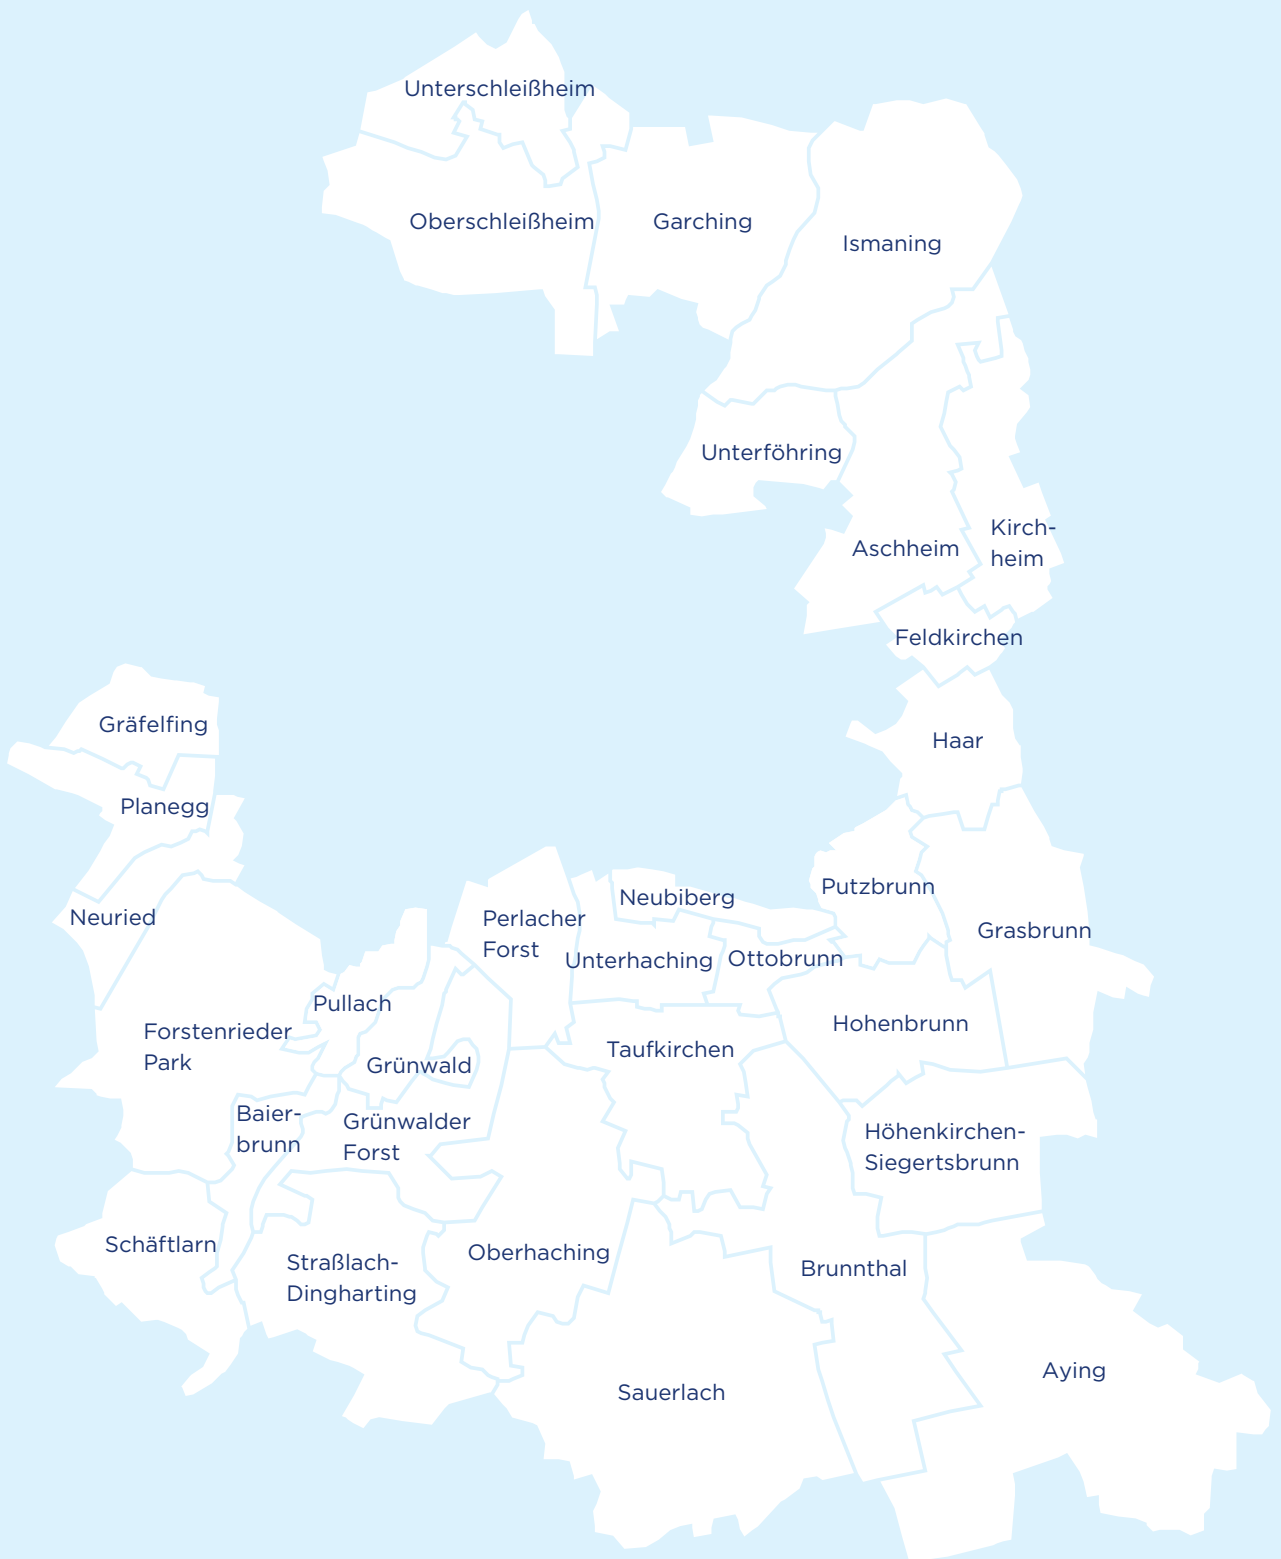 Unterschleißheim
Oberschleißheim
Garching
Ismaning
Unterföhring
Aschheim
Kirch-
heim
Feldkirchen
Haar
Gräfelfing
Planegg
Neuried
Putzbrunn
Grasbrunn
Neubiberg
Perlacher
Forst
Unterhaching
Ottobrunn
Pullach
Forstenrieder
Park
Hohenbrunn
Taufkirchen
Grünwald
Baier-
brunn
Grünwalder
Forst
Höhenkirchen-
Siegertsbrunn
Schäftlarn
Straßlach-
Dingharting
Oberhaching
Brunnthal
Aying
Sauerlach